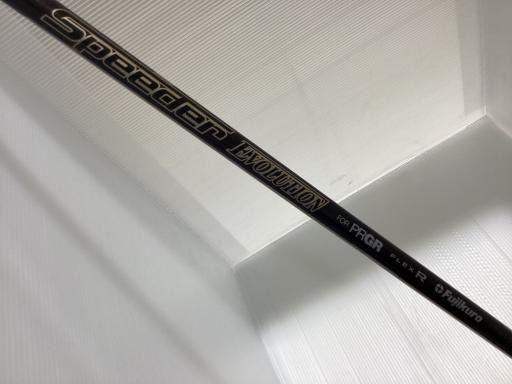 Speeder EVOLUTION FOR PRGR FLEX R Fujikura